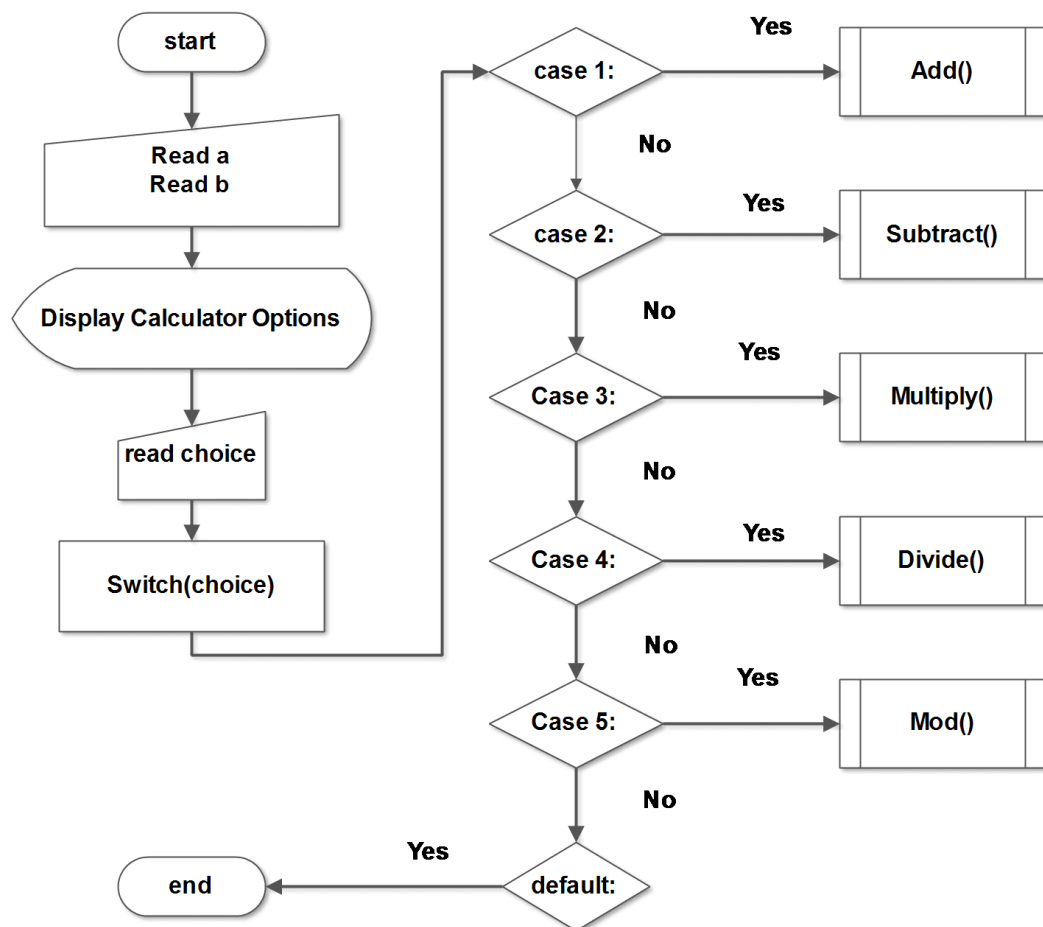 start
Read a
Read b
Display Calculator Options
read choice
Switch(choice)
case 1:
Yes
Add()
No
case 2:
Yes
Subtract()
No
Case 3:
Yes
Multiply()
No
Case 4:
Yes
Divide()
No
Case 5:
Yes
Mod()
No
default:
Yes
end